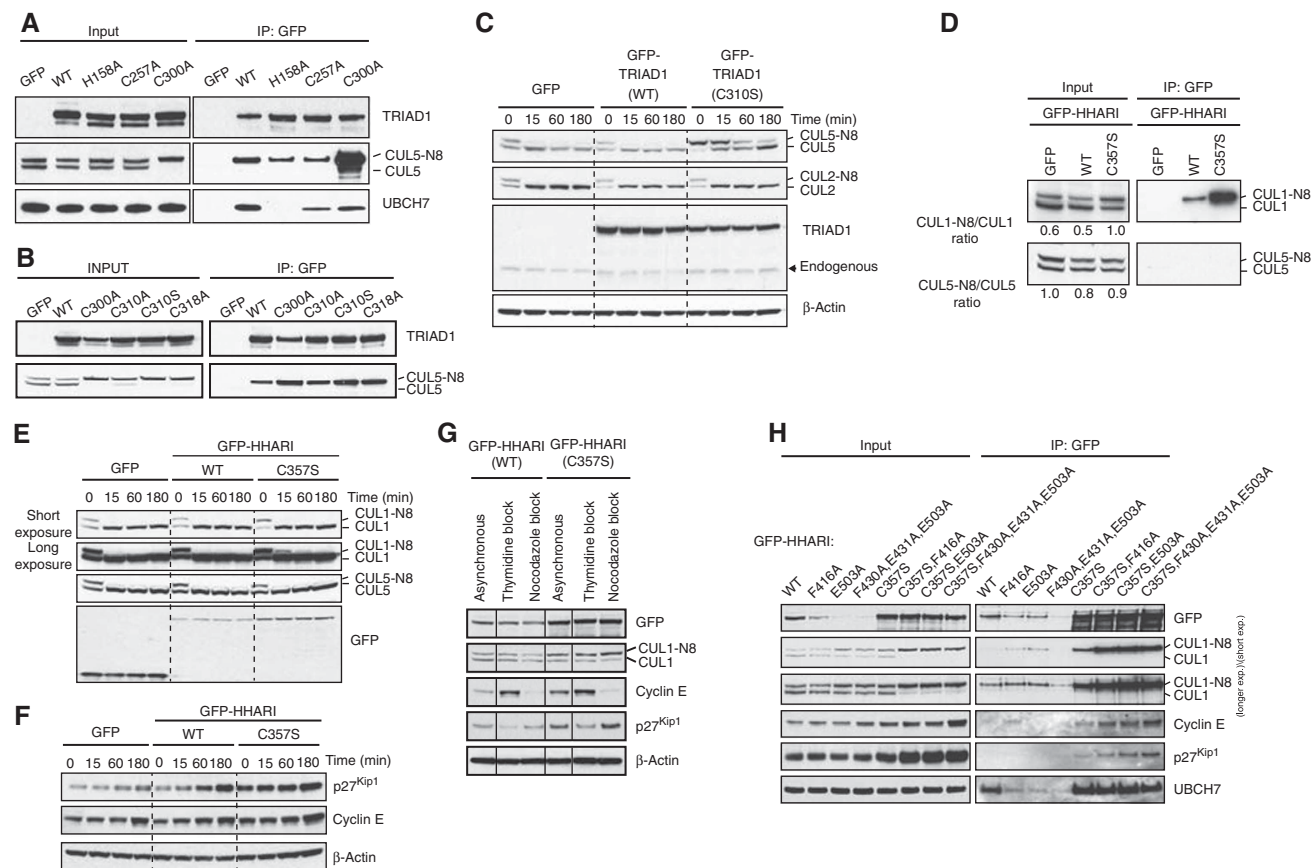 A
Input
IP: GFP
GFP WT H158A C257A C300A GFP WT H158A C257A C300A
TRIAD1
CUL5-N8
CUL5
UBCH7
B
INPUT
IP: GFP
GFP WT C300A C310A C310S C318A GFP WT C300A C310A C310S C318A
TRIAD1
CUL5-N8
CUL5
C
GFP
GFP-TRIAD1 (WT)
GFP-TRIAD1 (C310S)
0 15 60 180 0 15 60 180 0 15 60 180 Time (min)
CUL5-N8
CUL5
CUL2-N8
CUL2
TRIAD1
Endogenous
β-Actin
D
Input
IP: GFP
GFP-HHARI GFP-HHARI
GFP WT C357S GFP WT C357S
CUL1-N8
CUL1
CUL1-N8/CUL1 ratio 0.6 0.5 1.0
CUL5-N8
CUL5
CUL5-N8/CUL5 ratio 1.0 0.8 0.9
E
GFP-HHARI
GFP WT C357S
0 15 60 180 0 15 60 180 0 15 60 180 Time (min)
Short exposure
CUL1-N8
CUL1
Long exposure
CUL1-N8
CUL1
CUL5-N8
CUL5
GFP
F
GFP-HHARI
GFP WT C357S
0 15 60 180 0 15 60 180 0 15 60 180 Time (min)
p27Kip1
Cyclin E
β-Actin
G
GFP-HHARI (WT)
GFP-HHARI (C357S)
Asynchronous Thymidine block Nocodazole block Asynchronous Thymidine block Nocodazole block
GFP
CUL1-N8
CUL1
Cyclin E
p27Kip1
β-Actin
H
Input
IP: GFP
GFP-HHARI:
WT F416A E503A F430A,E431A,E503A C357S C357S,F416A C357S,E503A C357S,F430A,E431A,E503A
WT F416A E503A F430A,E431A,E503A C357S C357S,F416A C357S,E503A C357S,F430A,E431A,E503A
GFP
CUL1-N8
CUL1
(short exp.)
CUL1-N8
CUL1
(longer exp.)
Cyclin E
p27Kip1
UBCH7